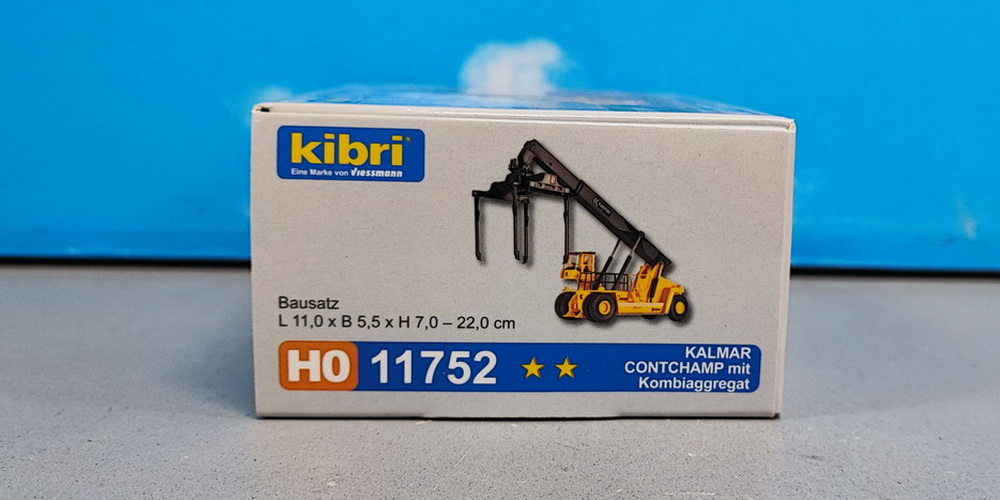 kibri
Eine Marke von viessmann
Bausatz
L 11,0 x B 5,5 x H 7,0 – 22,0 cm
H0 11752
KALMAR
CONTCHAMP mit
Kombiaggregat